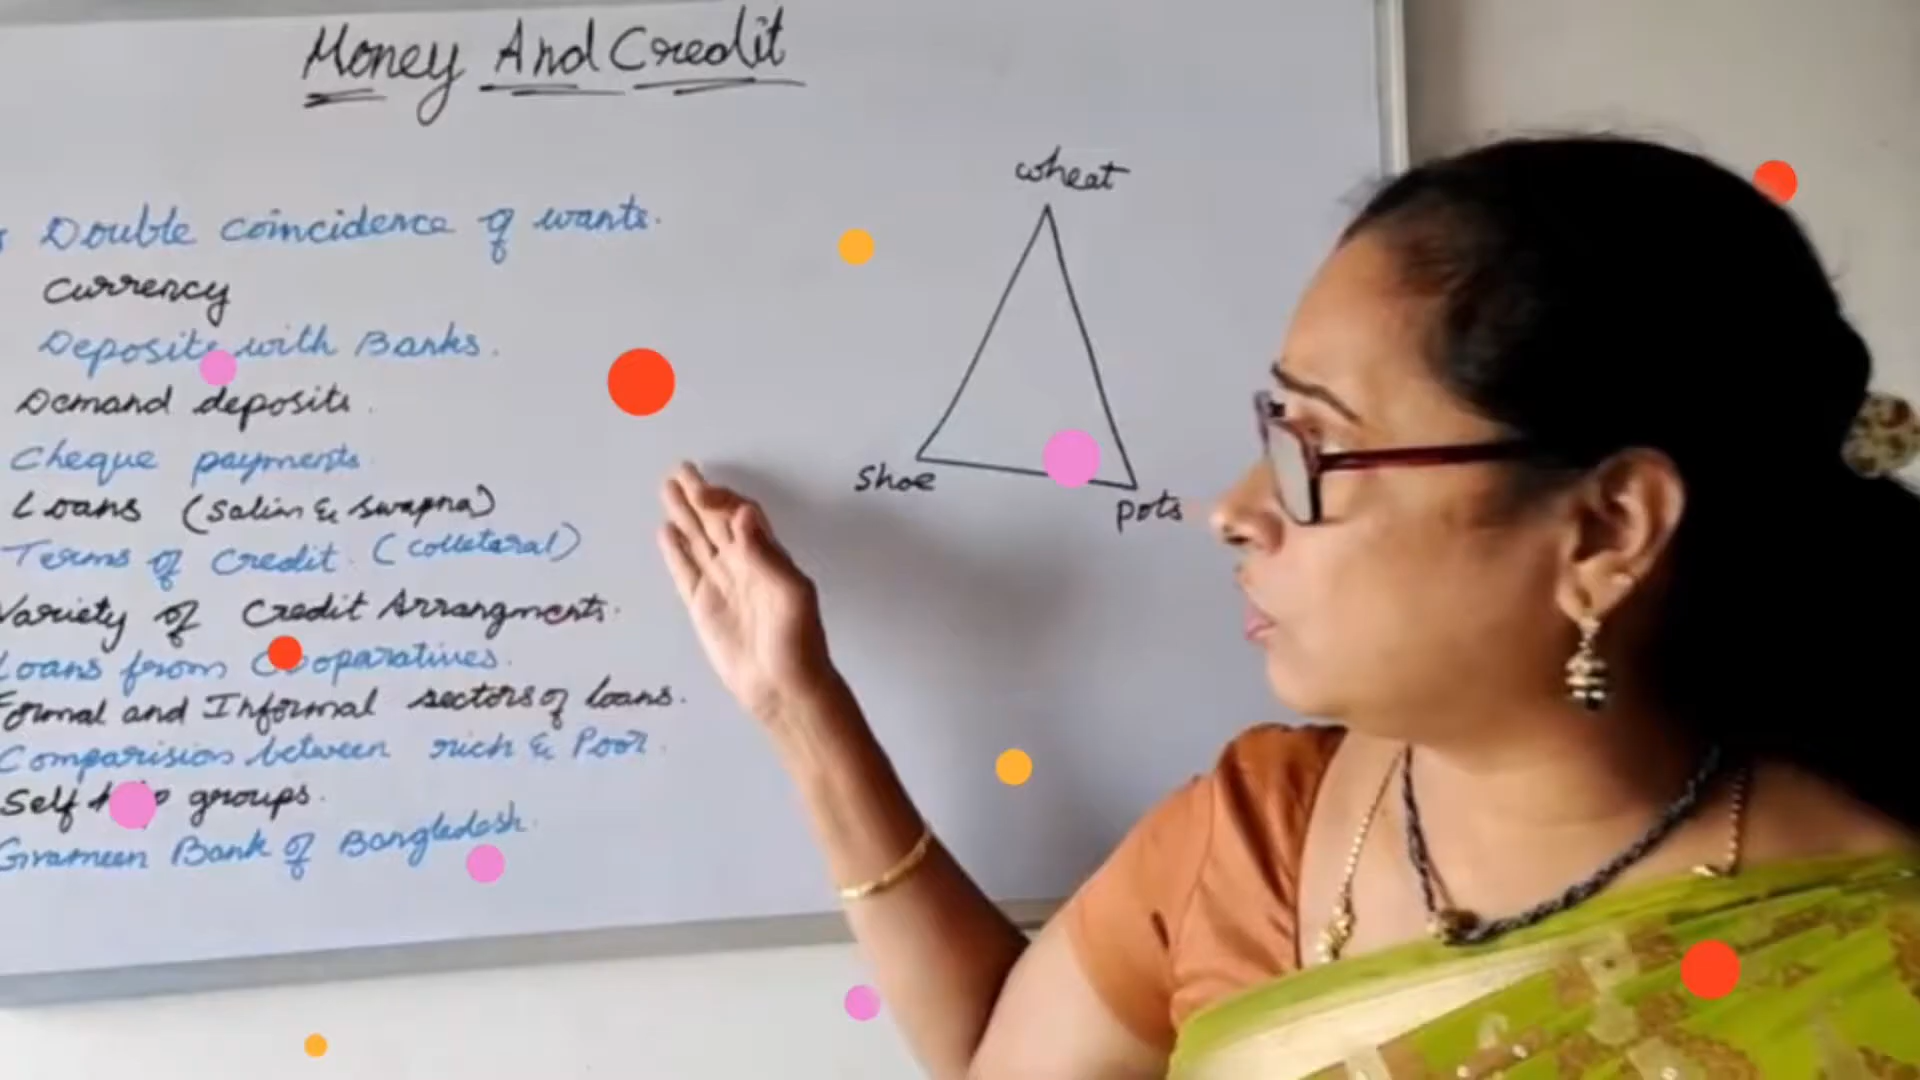 Money And Credit
Double coincidence of wants.
Currency
Deposits with Banks.
Demand deposits.
Cheque payments
Loans (Salim & Swapna)
Terms of Credit. (Colletaral)
Variety of Credit Arrangments.
Loans from Cooparatives.
Formal and Informal sectors of loans.
Comparision between rich & Poor.
Self groups.
Grameen Bank of Bangledesh.
wheat
Shoe
pots